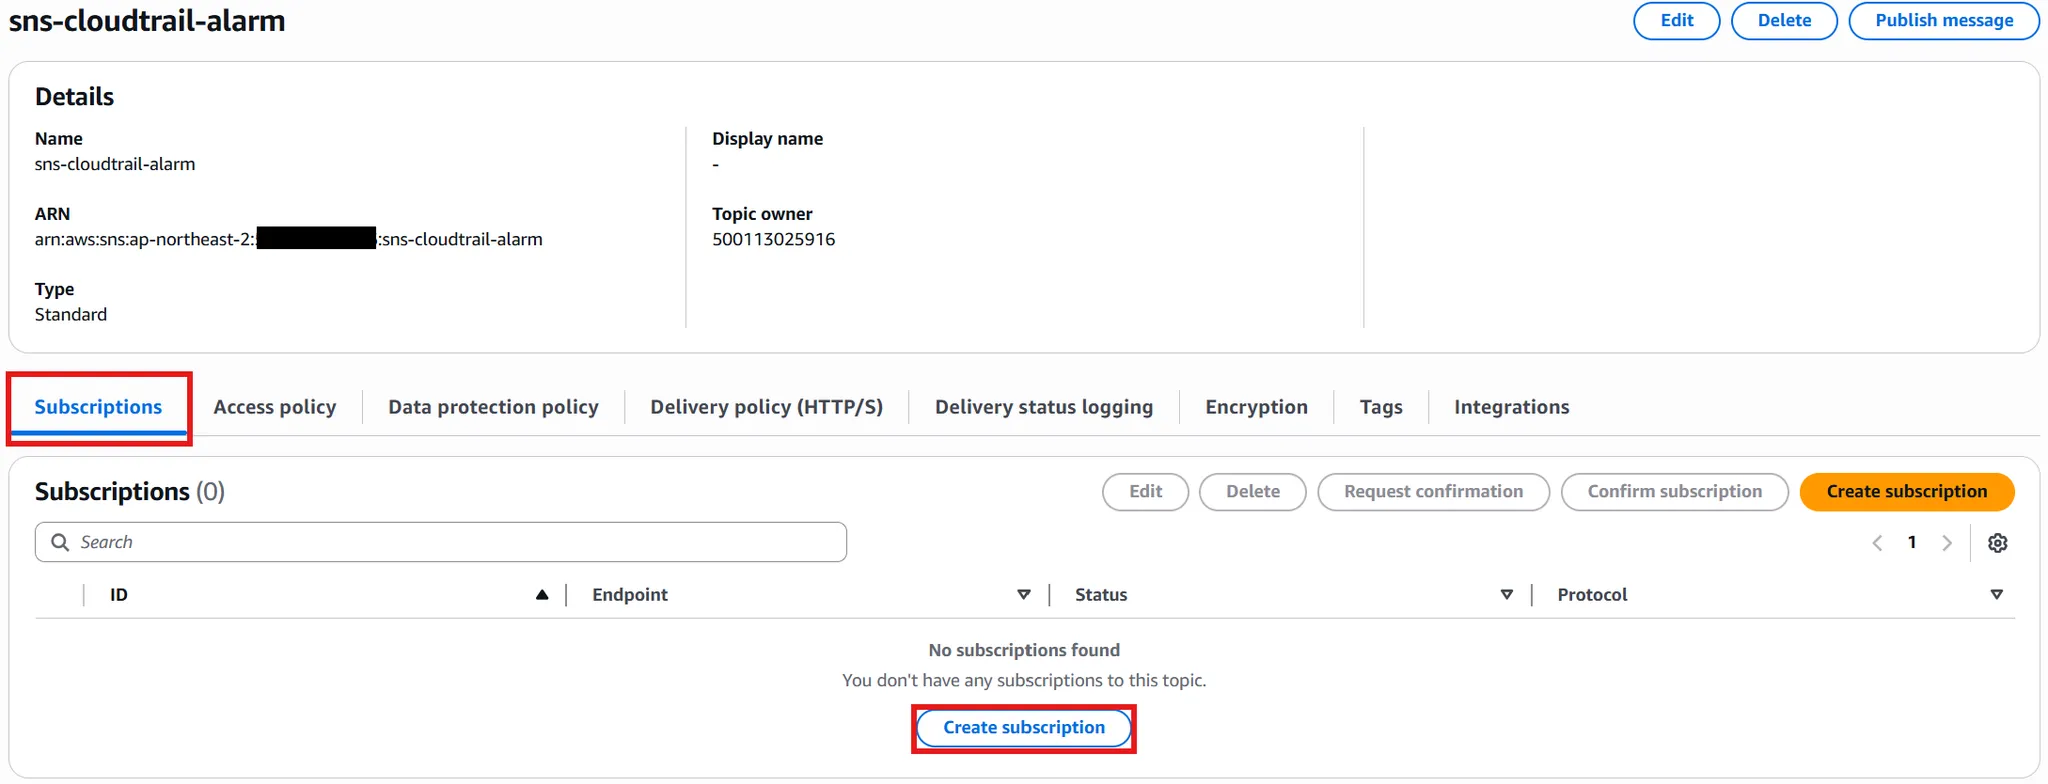 sns-cloudtrail-alarm
Edit
Delete
Publish message
Details
Name
sns-cloudtrail-alarm
Display name
-
ARN
arn:aws:sns:ap-northeast-2: :sns-cloudtrail-alarm
Topic owner
500113025916
Type
Standard
Subscriptions
Access policy
Data protection policy
Delivery policy (HTTP/S)
Delivery status logging
Encryption
Tags
Integrations
Subscriptions (0)
Edit
Delete
Request confirmation
Confirm subscription
Create subscription
Search
1
ID
Endpoint
Status
Protocol
No subscriptions found
You don't have any subscriptions to this topic.
Create subscription